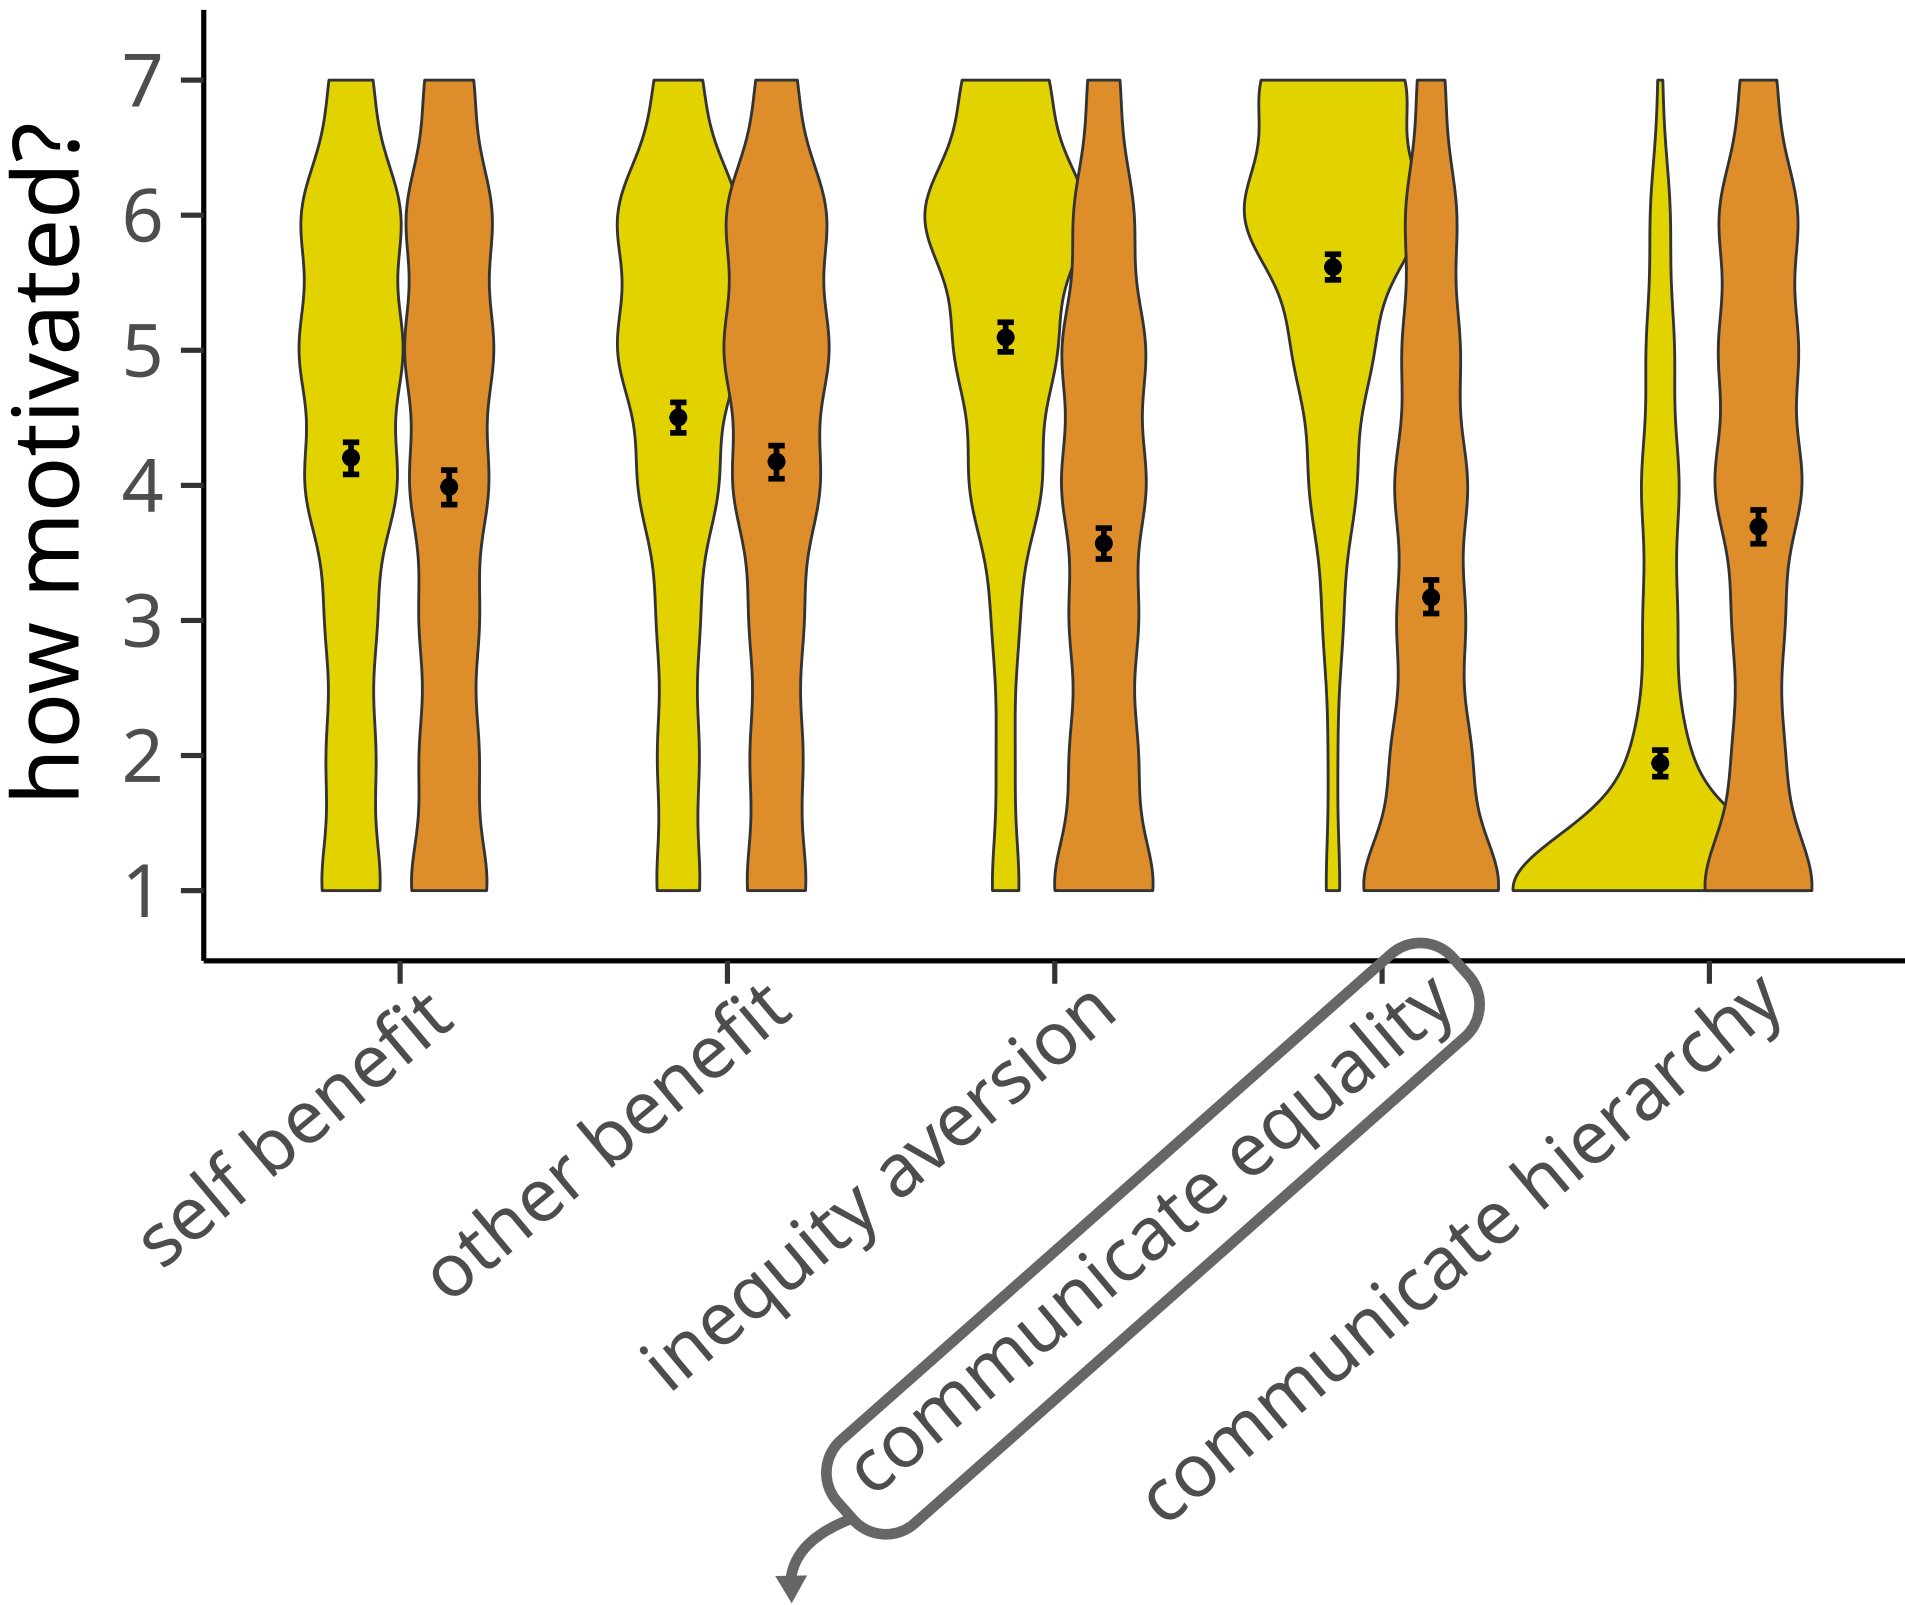 how motivated?
7
6
5
4
3
2
1
self benefit
other benefit
inequity aversion
communicate equality
communicate hierarchy